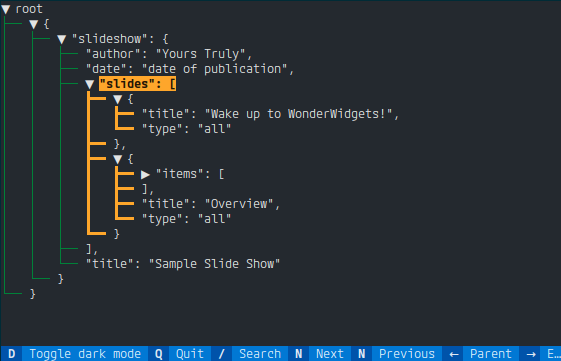 ▼ root
▼ {
▼ "slideshow": {
"author": "Yours Truly",
"date": "date of publication",
▼ "slides": [
▼ {
"title": "Wake up to WonderWidgets!",
"type": "all"
},
▼ {
▶ "items": [
],
"title": "Overview",
"type": "all"
}
],
"title": "Sample Slide Show"
}
}
D Toggle dark mode Q Quit / Search N Next N Previous ← Parent → E…